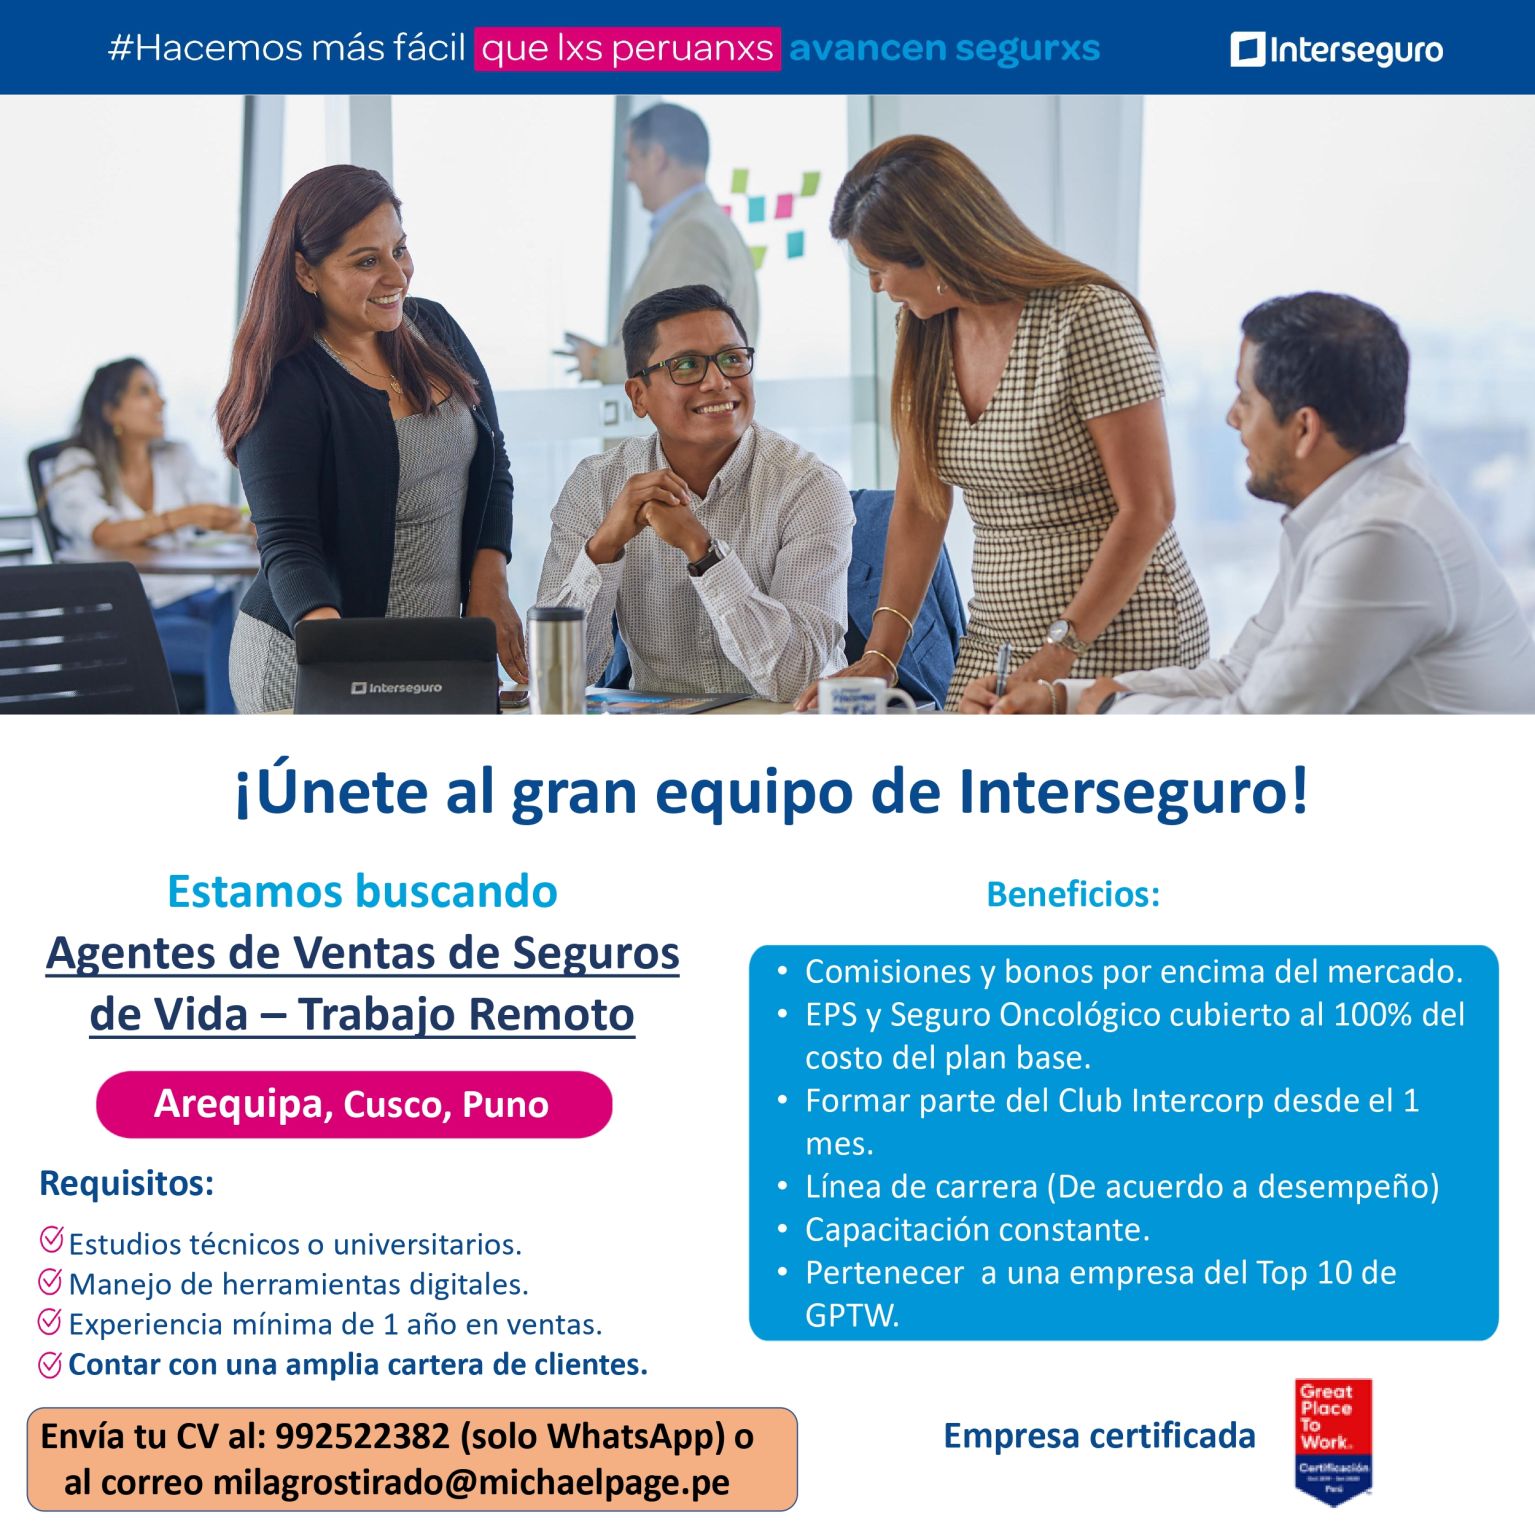 #Hacemos más fácil que lxs peruanxs avancen segurxs
Interseguro
Interseguro
¡Únete al gran equipo de Interseguro!
Estamos buscando
Agentes de Ventas de Seguros
de Vida – Trabajo Remoto
Arequipa, Cusco, Puno
Requisitos:
Estudios técnicos o universitarios.
Manejo de herramientas digitales.
Experiencia mínima de 1 año en ventas.
Contar con una amplia cartera de clientes.
Envía tu CV al: 992522382 (solo WhatsApp) o
al correo milagrostirado@michaelpage.pe
Beneficios:
• Comisiones y bonos por encima del mercado.
• EPS y Seguro Oncológico cubierto al 100% del
costo del plan base.
• Formar parte del Club Intercorp desde el 1
mes.
• Línea de carrera (De acuerdo a desempeño)
• Capacitación constante.
• Pertenecer  a una empresa del Top 10 de
GPTW.
Empresa certificada
Great
Place
To
Work.
Certificación
Perú